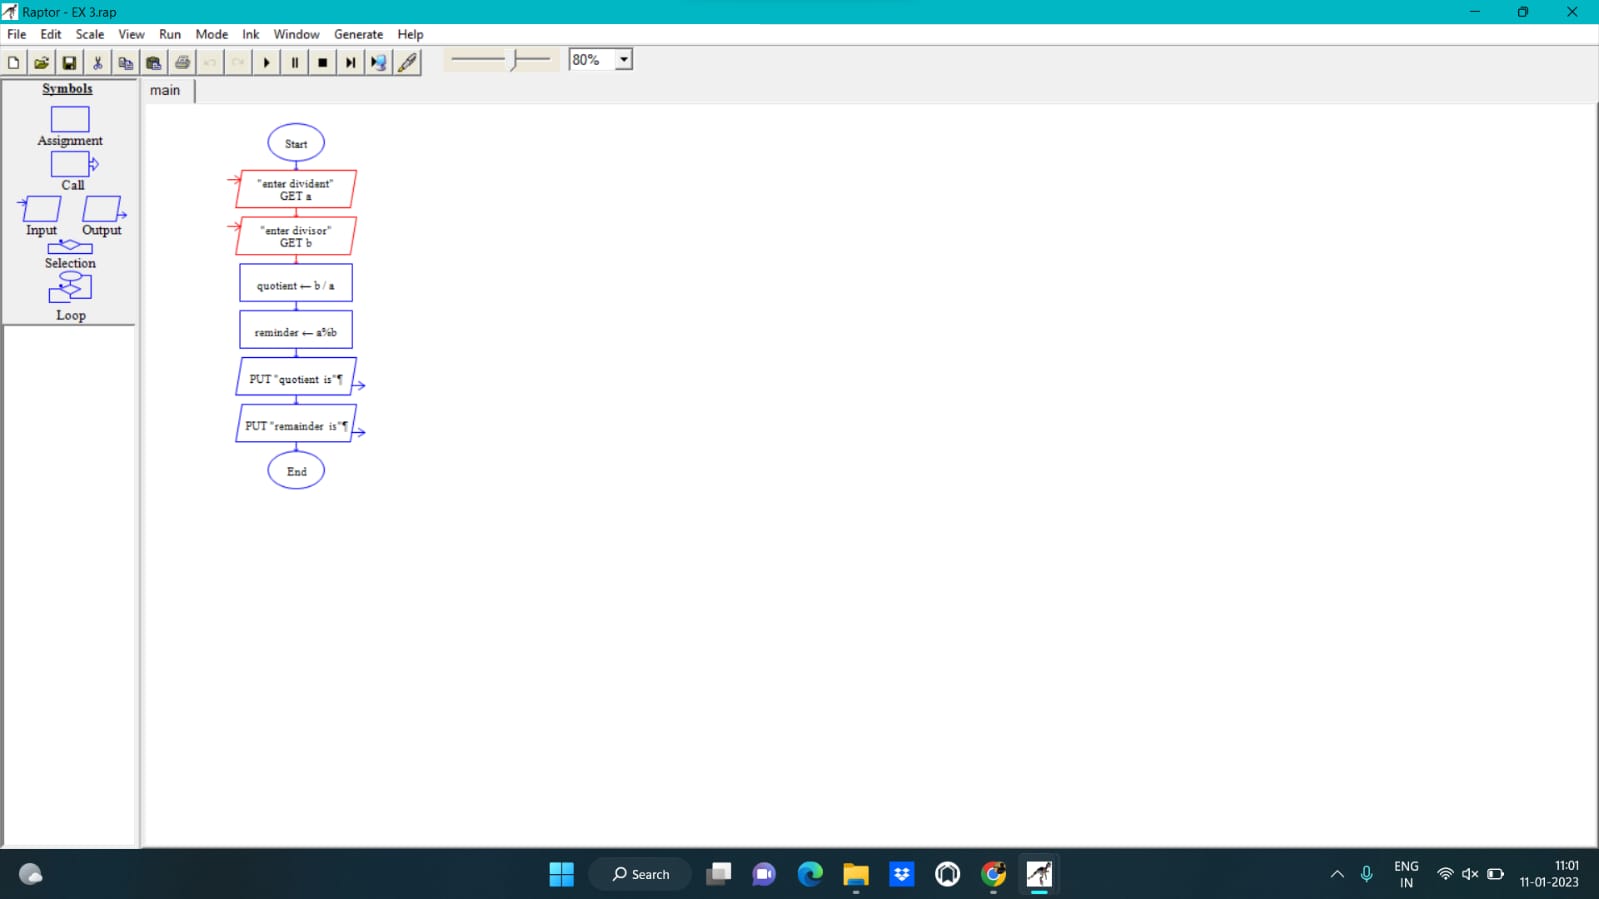 Raptor - EX 3.rap
File Edit Scale View Run Mode Ink Window Generate Help
80%
Symbols
Assignment
Call
Input Output
Selection
Loop
main
Start
"enter divident"
GET a
"enter divisor"
GET b
quotient ← b / a
reminder ← a%b
PUT "quotient is"¶
PUT "remainder is"¶
End
Search
ENG
IN
11:01
11-01-2023